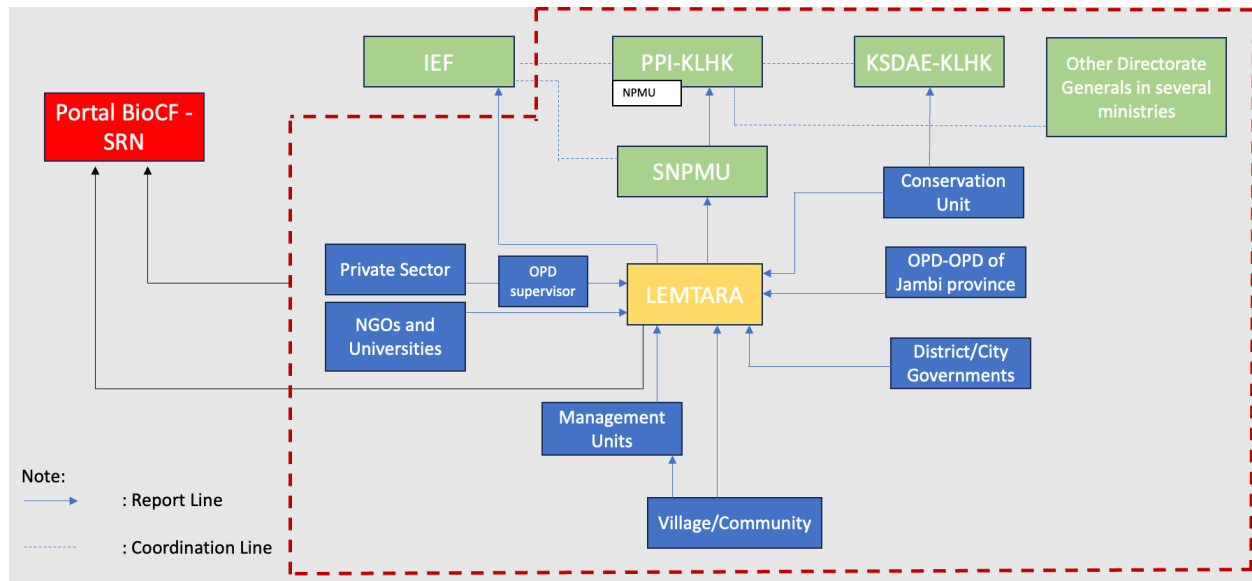 IEF
PPI-KLHK
KSDAE-KLHK
Other Directorate
Generals in several
ministries
NPMU
Portal BioCF -
SRN
SNPMU
Conservation
Unit
Private Sector
OPD
supervisor
LEMTARA
OPD-OPD of
Jambi province
NGOs and
Universities
District/City
Governments
Management
Units
Village/Community
Note:
: Report Line
: Coordination Line